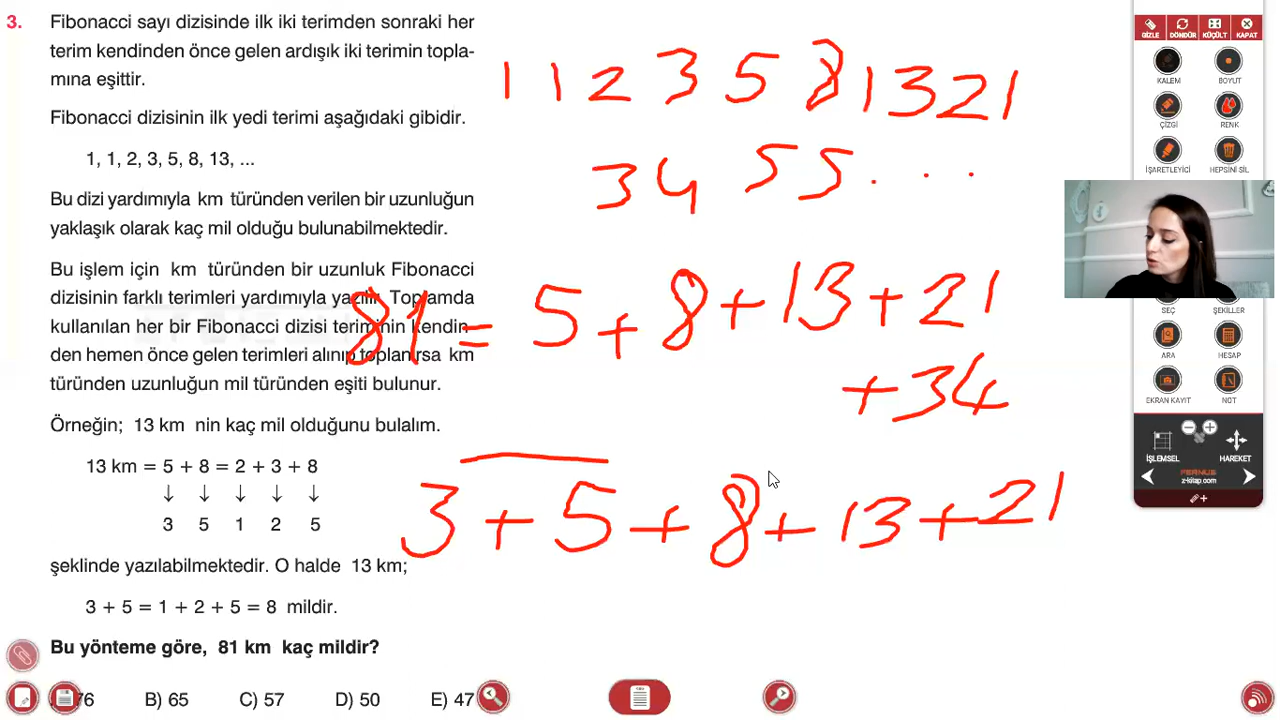 3. Fibonacci sayı dizisinde ilk iki terimden sonraki her
terim kendinden önce gelen ardışık iki terimin topla-
mına eşittir.
Fibonacci dizisinin ilk yedi terimi aşağıdaki gibidir.
1, 1, 2, 3, 5, 8, 13, ...
Bu dizi yardımıyla km türünden verilen bir uzunluğun
yaklaşık olarak kaç mil olduğu bulunabilmektedir.
Bu işlem için km türünden bir uzunluk Fibonacci
dizisinin farklı terimleri yardımıyla yazılır. Toplamda
kullanılan her bir Fibonacci dizisi teriminin kendin-
den hemen önce gelen terimleri alınıp toplanırsa km
türünden uzunluğun mil türünden eşiti bulunur.
Örneğin; 13 km nin kaç mil olduğunu bulalım.
13 km = 5 + 8 = 2 + 3 + 8
↓ ↓ ↓ ↓ ↓
3 5 1 2 5
şeklinde yazılabilmektedir. O halde 13 km;
3 + 5 = 1 + 2 + 5 = 8 mildir.
Bu yönteme göre, 81 km kaç mildir?
76 B) 65 C) 57 D) 50 E) 47
1 1 2 3 5 8 13 21
34 55 . . .
81 = 5 + 8 + 13 + 21
+ 34
3 + 5 + 8 + 13 + 21
GİZLE DÖNDÜR KÜÇÜLT KAPAT
KALEM BOYUT
ÇİZGİ RENK
İŞARETLEYİCİ HEPSİNİ SİL
SEÇ ŞEKİLLER
ARA HESAP
EKRAN KAYIT NOT
İŞLEMSEL HAREKET
FERNUS
z-kitap.com